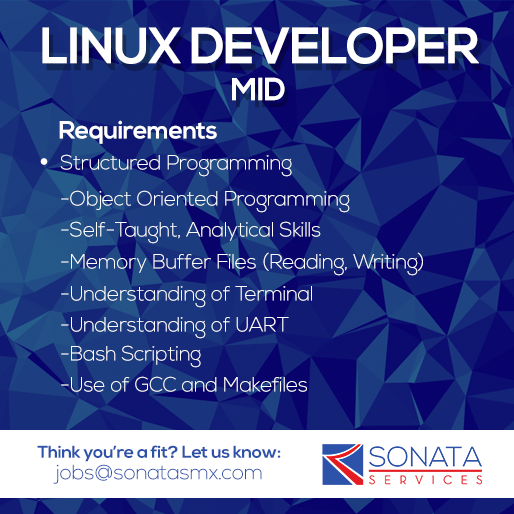 LINUX DEVELOPER
MID
Requirements
• Structured Programming
-Object Oriented Programming
-Self-Taught, Analytical Skills
-Memory Buffer Files (Reading, Writing)
-Understanding of Terminal
-Understanding of UART
-Bash Scripting
-Use of GCC and Makefiles
Think you're a fit? Let us know:
jobs@sonatasmx.com
SONATA
SERVICES